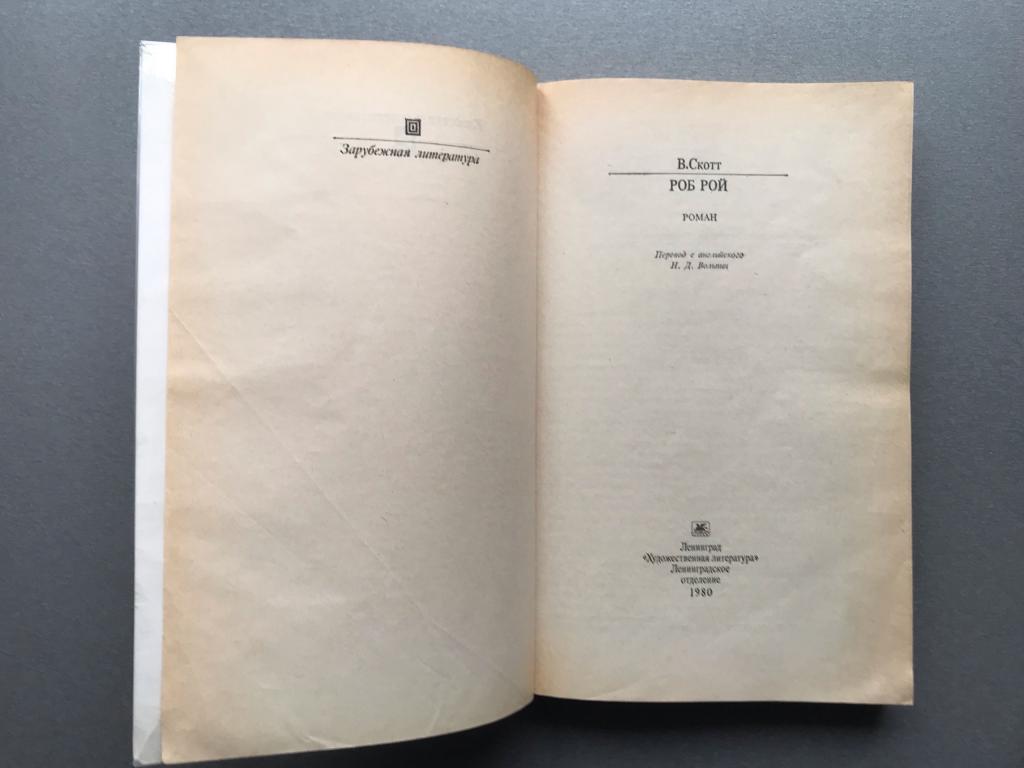 Зарубежная литература
В.Скотт
РОБ РОЙ
РОМАН
Перевод с английского
Н. Д. Вольпин
Ленинград
«Художественная литература»
Ленинградское
отделение
1980